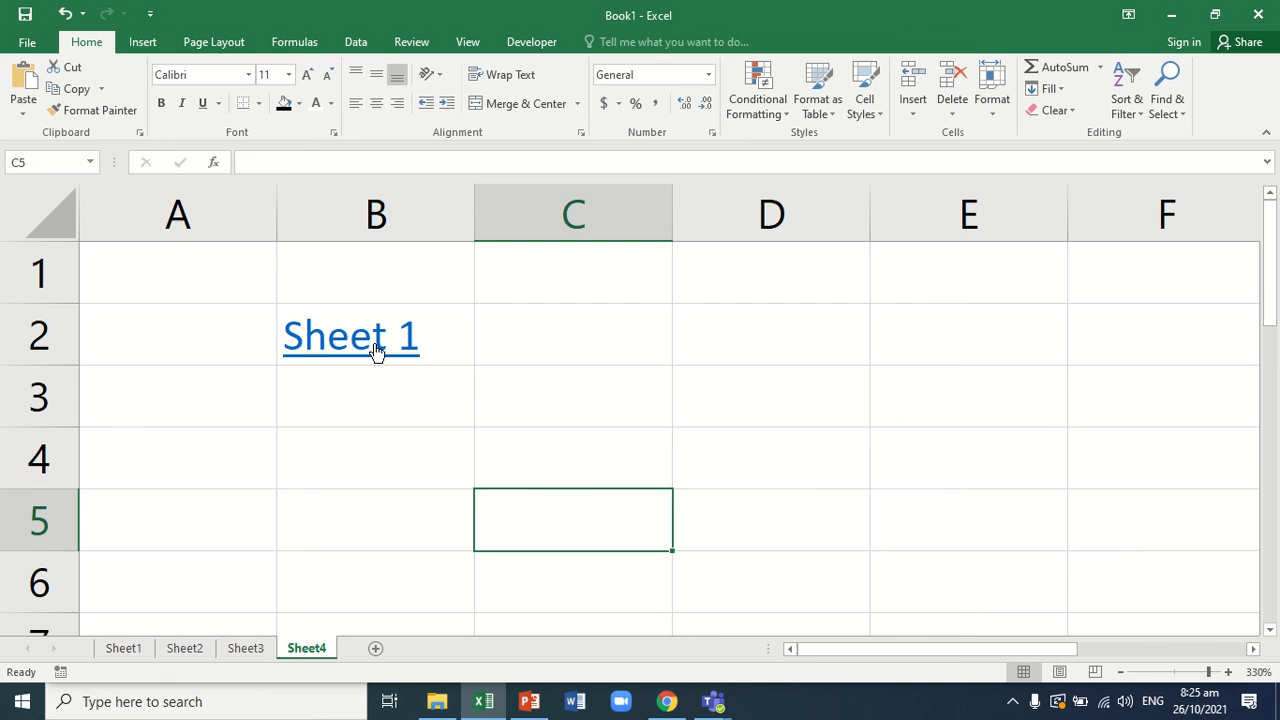 Book1 - Excel
File Home Insert Page Layout Formulas Data Review View Developer Tell me what you want to do... Sign in Share
Paste Cut Copy Format Painter Clipboard
Calibri 11 A A B I U A Font
Wrap Text Merge & Center Alignment
General $ % , Number
Conditional Formatting Format as Table Cell Styles Styles
Insert Delete Format Cells
AutoSum Fill Clear Sort & Filter Find & Select Editing
C5 fx
A B C D E F
1
2 Sheet 1
3
4
5
6
Sheet1 Sheet2 Sheet3 Sheet4
Ready 330%
Type here to search ENG 8:25 am
26/10/2021